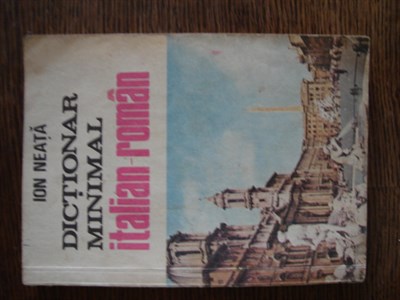 ION NEAȚĂ
DICȚIONAR
MINIMAL
italian-român